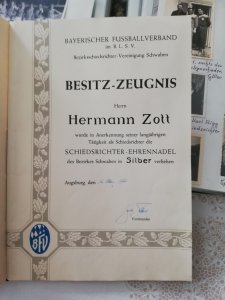 BAYERISCHER FUSSBALLVERBAND
im B. L. S. V.
Bezirksschiedsrichter-Vereinigung Schwaben
BESITZ-ZEUGNIS
Herrn
Hermann Zott
wurde in Anerkennung seiner langjährigen
Tätigkeit als Schiedsrichter die
SCHIEDSRICHTER-EHRENNADEL
des Bezirkes Schwaben in Silber verliehen
Augsburg, den
BFV